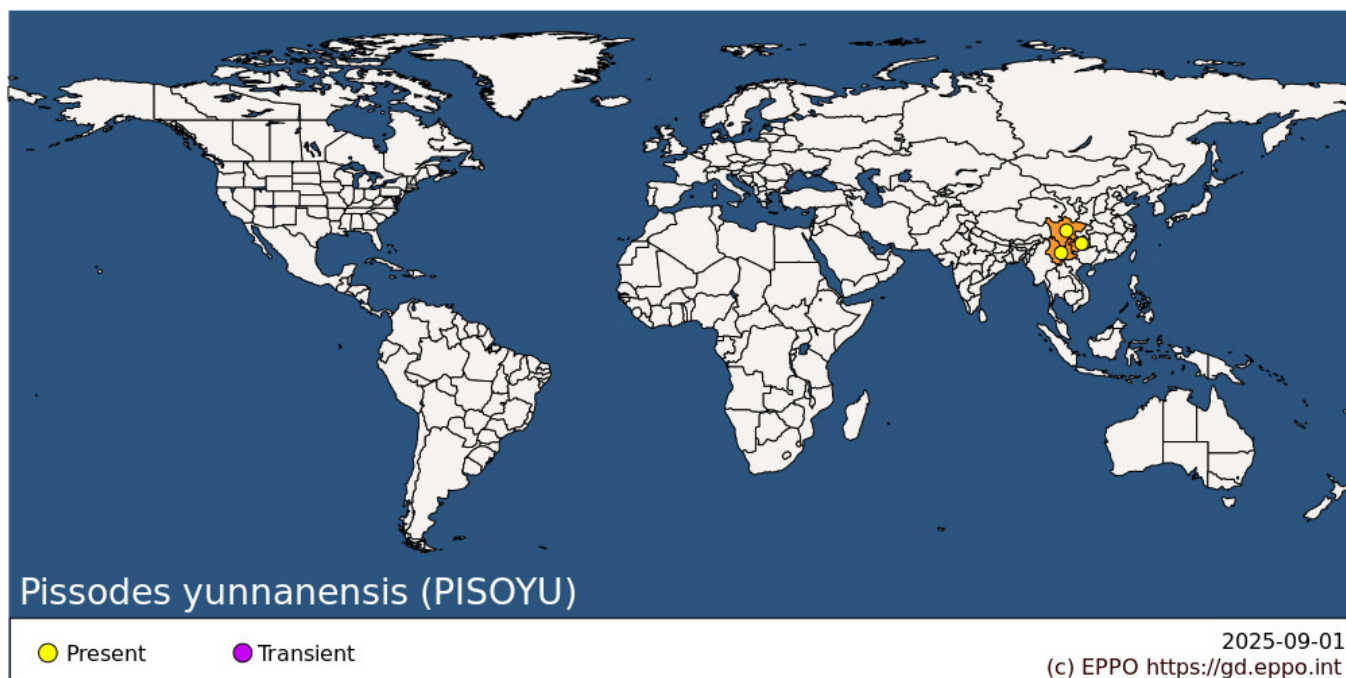 Pissodes yunnanensis (PISOYU)
Present
Transient
2025-09-01
(c) EPPO https://gd.eppo.int